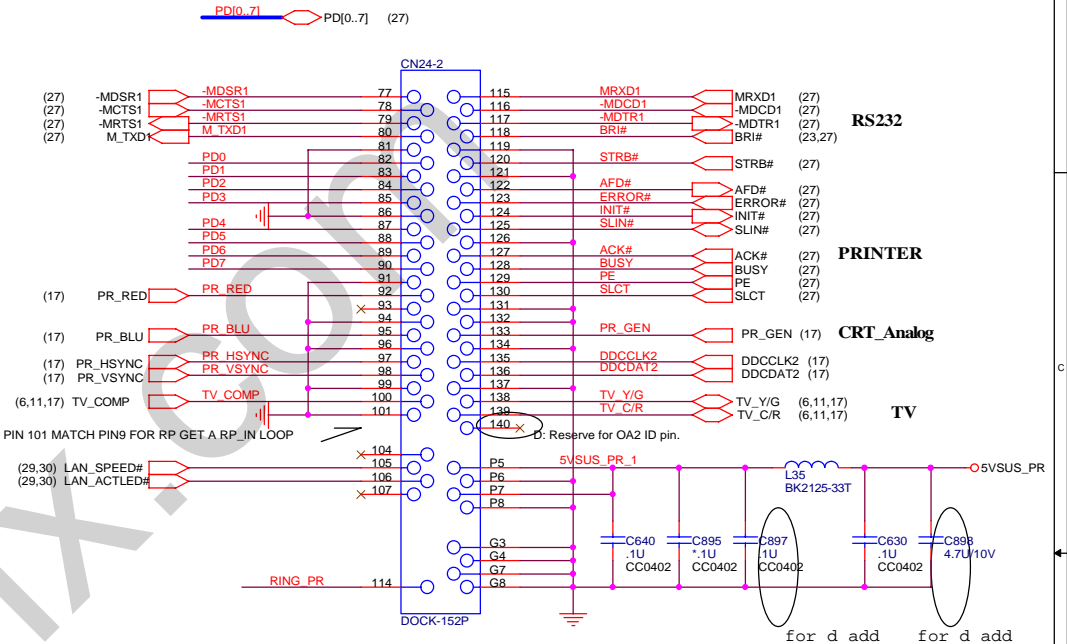 PD[0..7] PD[0..7] (27)
CN24-2
(27) -MDSR1 -MDSR1 77 115 MRXD1 MRXD1 (27)
(27) -MCTS1 -MCTS1 78 116 -MDCD1 -MDCD1 (27)
(27) -MRTS1 -MRTS1 79 117 -MDTR1 -MDTR1 (27) RS232
(27) M_TXD1 M_TXD1 80 118 BRI# BRI# (23,27)
81 119
PD0 82 120 STRB# STRB# (27)
PD1 83 121
PD2 84 122 AFD# AFD# (27)
PD3 85 123 ERROR# ERROR# (27)
86 124 INIT# INIT# (27)
PD4 87 125 SLIN# SLIN# (27)
PD5 88 126
PD6 89 127 ACK# ACK# (27) PRINTER
PD7 90 128 BUSY BUSY (27)
91 129 PE PE (27)
(17) PR_RED PR_RED 92 130 SLCT SLCT (27)
93 131
94 132
(17) PR_BLU PR_BLU 95 133 PR_GEN PR_GEN (17) CRT_Analog
96 134
(17) PR_HSYNC PR_HSYNC 97 135 DDCCLK2 DDCCLK2 (17)
(17) PR_VSYNC PR_VSYNC 98 136 DDCDAT2 DDCDAT2 (17)
99 137
(6,11,17) TV_COMP TV_COMP 100 138 TV_Y/G TV_Y/G (6,11,17)
101 139 TV_C/R TV_C/R (6,11,17) TV
PIN 101 MATCH PIN9 FOR RP GET A RP_IN LOOP 140 D: Reserve for OA2 ID pin.
104
(29,30) LAN_SPEED# 105 P5 5VSUS_PR_1 L35 BK2125-33T 5VSUS_PR
(29,30) LAN_ACTLED# 106 P6
107 P7
P8
C640 C895 C897 C630 C898
.1U *.1U .1U .1U 4.7U/10V
CC0402 CC0402 CC0402 CC0402
G3
G4
G7
RING_PR 114 G8
DOCK-152P
for d add for d add
C
ix.com